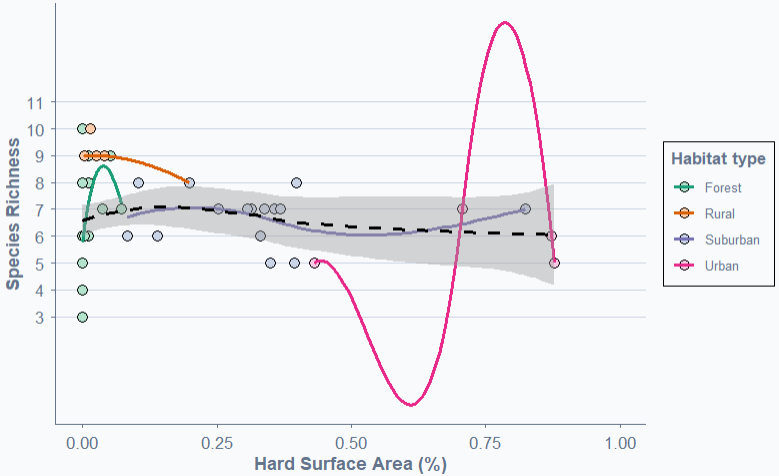 11
10
9
8
7
6
5
4
3
Species Richness
0.00 0.25 0.50 0.75 1.00
Hard Surface Area (%)
Habitat type
Forest
Rural
Suburban
Urban